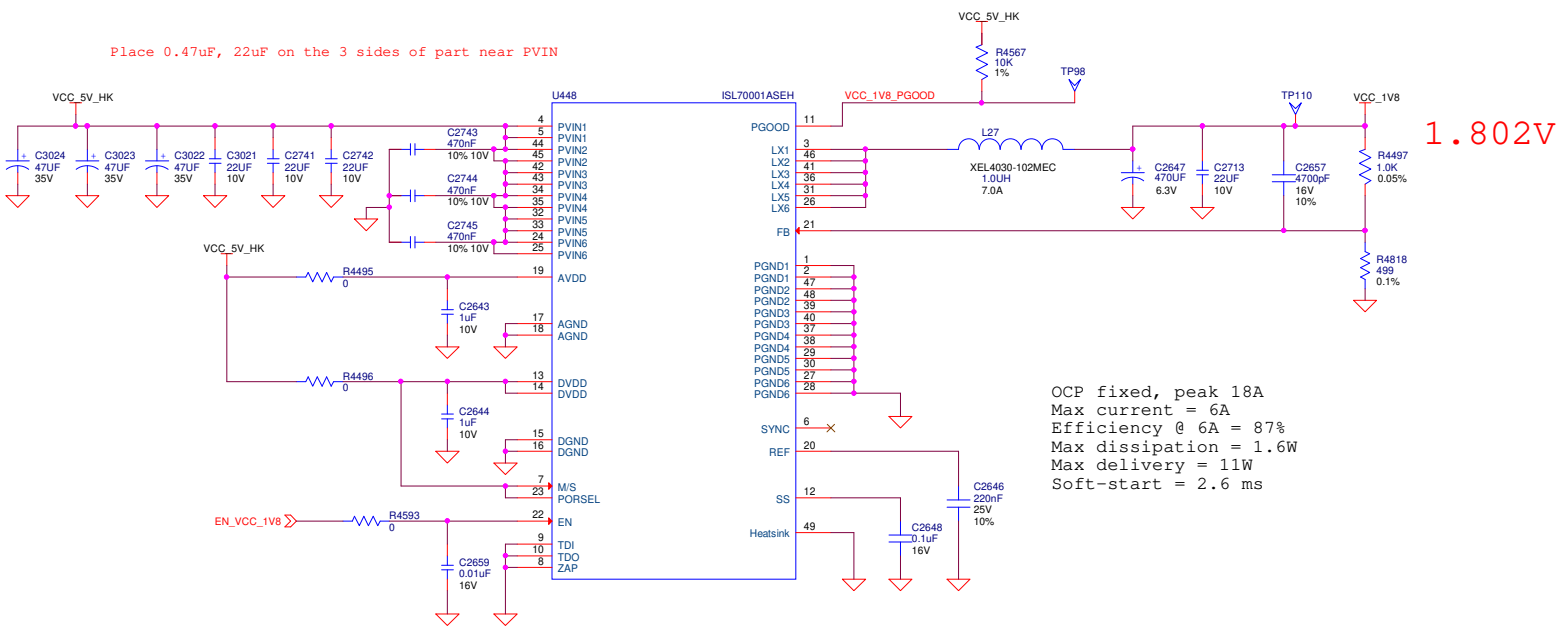 Place 0.47uF, 22uF on the 3 sides of part near PVIN
VCC_5V_HK
C3024
47UF
35V
C3023
47UF
35V
C3022
47UF
35V
C3021
22UF
10V
C2741
22UF
10V
C2742
22UF
10V
C2743
470nF
10% 10V
C2744
470nF
10% 10V
C2745
470nF
10% 10V
VCC_5V_HK
R4495
0
C2643
1uF
10V
R4496
0
C2644
1uF
10V
EN_VCC_1V8
R4593
0
C2659
0.01uF
16V
U448
ISL70001ASEH
4 PVIN1
5 PVIN1
44 PVIN2
45 PVIN2
42 PVIN3
43 PVIN3
34 PVIN4
35 PVIN4
32 PVIN5
33 PVIN5
24 PVIN6
25 PVIN6
19 AVDD
17 AGND
18 AGND
13 DVDD
14 DVDD
15 DGND
16 DGND
7 M/S
23 PORSEL
22 EN
9 TDI
10 TDO
8 ZAP
PGOOD 11
LX1 3
LX2 46
LX3 41
LX4 36
LX5 31
LX6 26
FB 21
PGND1 1
PGND1 2
PGND2 47
PGND2 48
PGND3 39
PGND3 40
PGND4 37
PGND4 38
PGND5 29
PGND5 30
PGND6 27
PGND6 28
SYNC 6
REF 20
SS 12
Heatsink 49
VCC_5V_HK
R4567
10K
1%
VCC_1V8_PGOOD
TP98
L27
XEL4030-102MEC
1.0UH
7.0A
C2647
470UF
6.3V
C2713
22UF
10V
C2657
4700pF
16V
10%
TP110
VCC_1V8
R4497
1.0K
0.05%
R4818
499
0.1%
1.802V
C2646
220nF
25V
10%
C2648
0.1uF
16V
OCP fixed, peak 18A
Max current = 6A
Efficiency @ 6A = 87%
Max dissipation = 1.6W
Max delivery = 11W
Soft-start = 2.6 ms